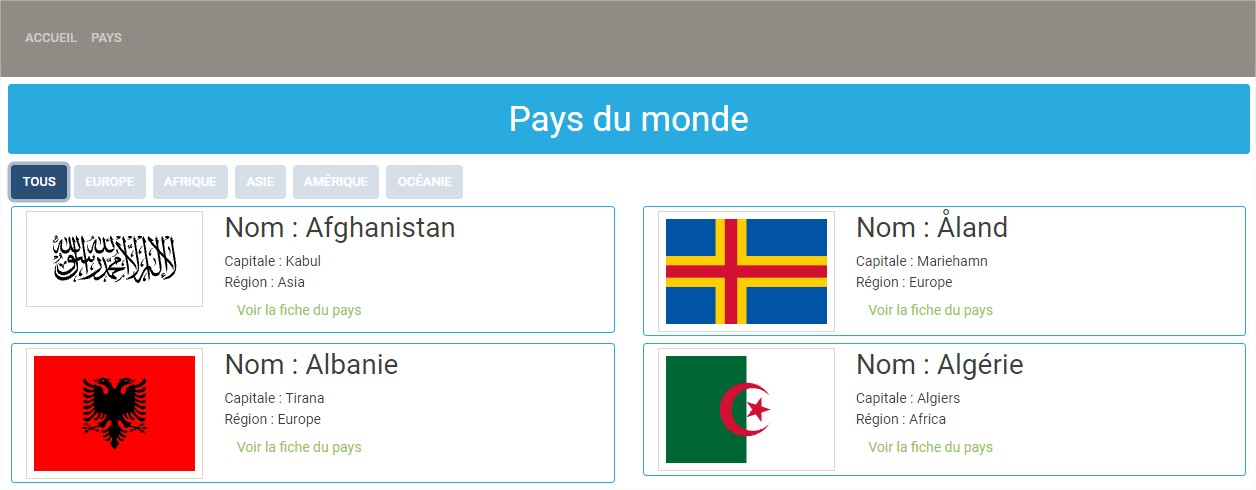 ACCUEIL PAYS
Pays du monde
TOUS EUROPE AFRIQUE ASIE AMÉRIQUE OCÉANIE
لا إله إلا الله محمد رسول الله
Nom : Afghanistan
Capitale : Kabul
Région : Asia
Voir la fiche du pays
Nom : Åland
Capitale : Mariehamn
Région : Europe
Voir la fiche du pays
Nom : Albanie
Capitale : Tirana
Région : Europe
Voir la fiche du pays
Nom : Algérie
Capitale : Algiers
Région : Africa
Voir la fiche du pays